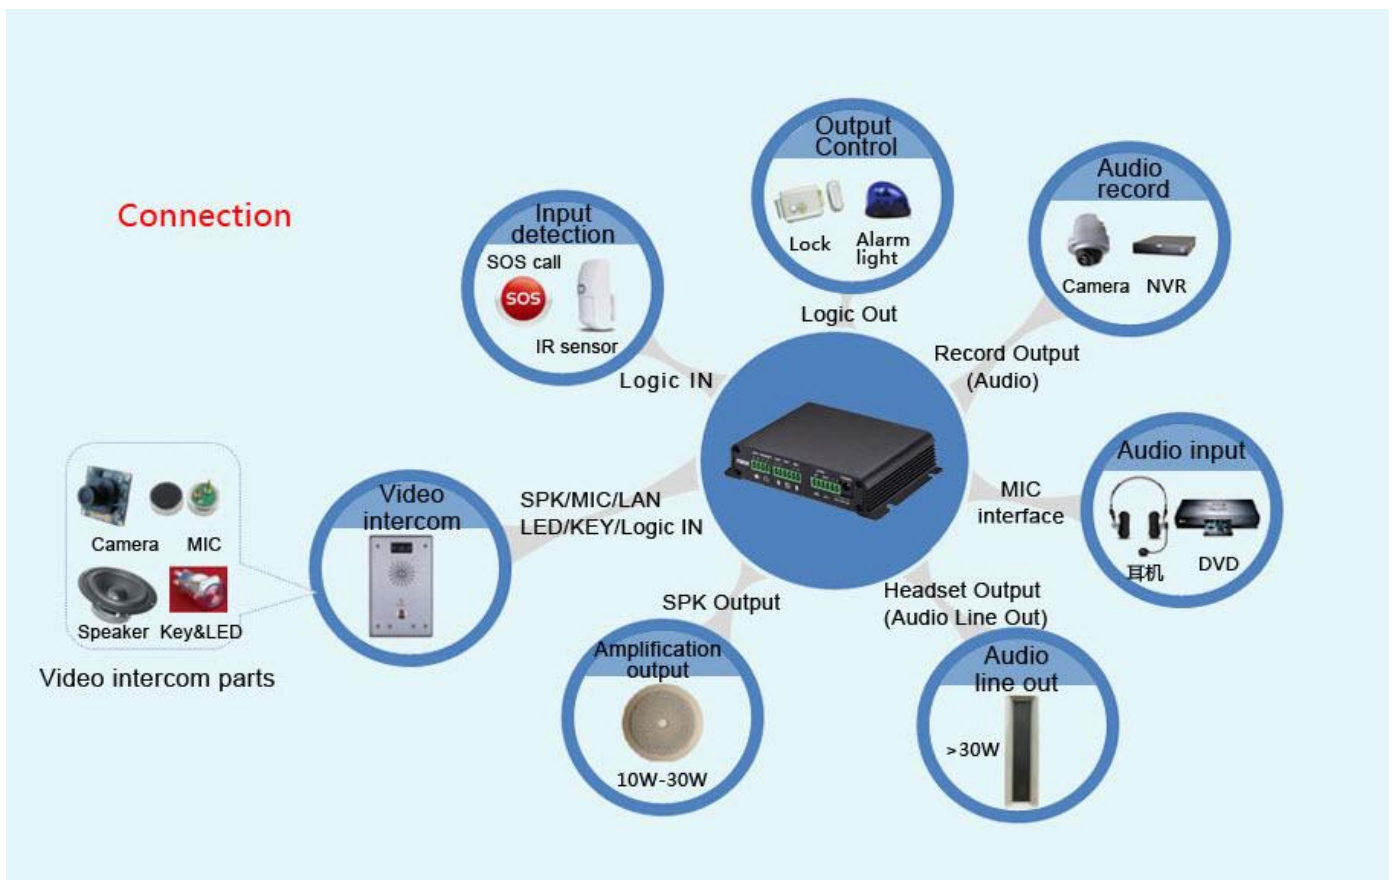 Connection
Output
Control
Lock
Alarm
light
Logic Out
Audio
record
Camera
NVR
Record Output
(Audio)
Input
detection
SOS call
SOS
IR sensor
Logic IN
Audio input
耳机
DVD
MIC
interface
Video
intercom
SPK/MIC/LAN
LED/KEY/Logic IN
Camera
MIC
Speaker
Key&LED
Video intercom parts
SPK Output
Amplification
output
10W-30W
Headset Output
(Audio Line Out)
Audio
line out
>30W